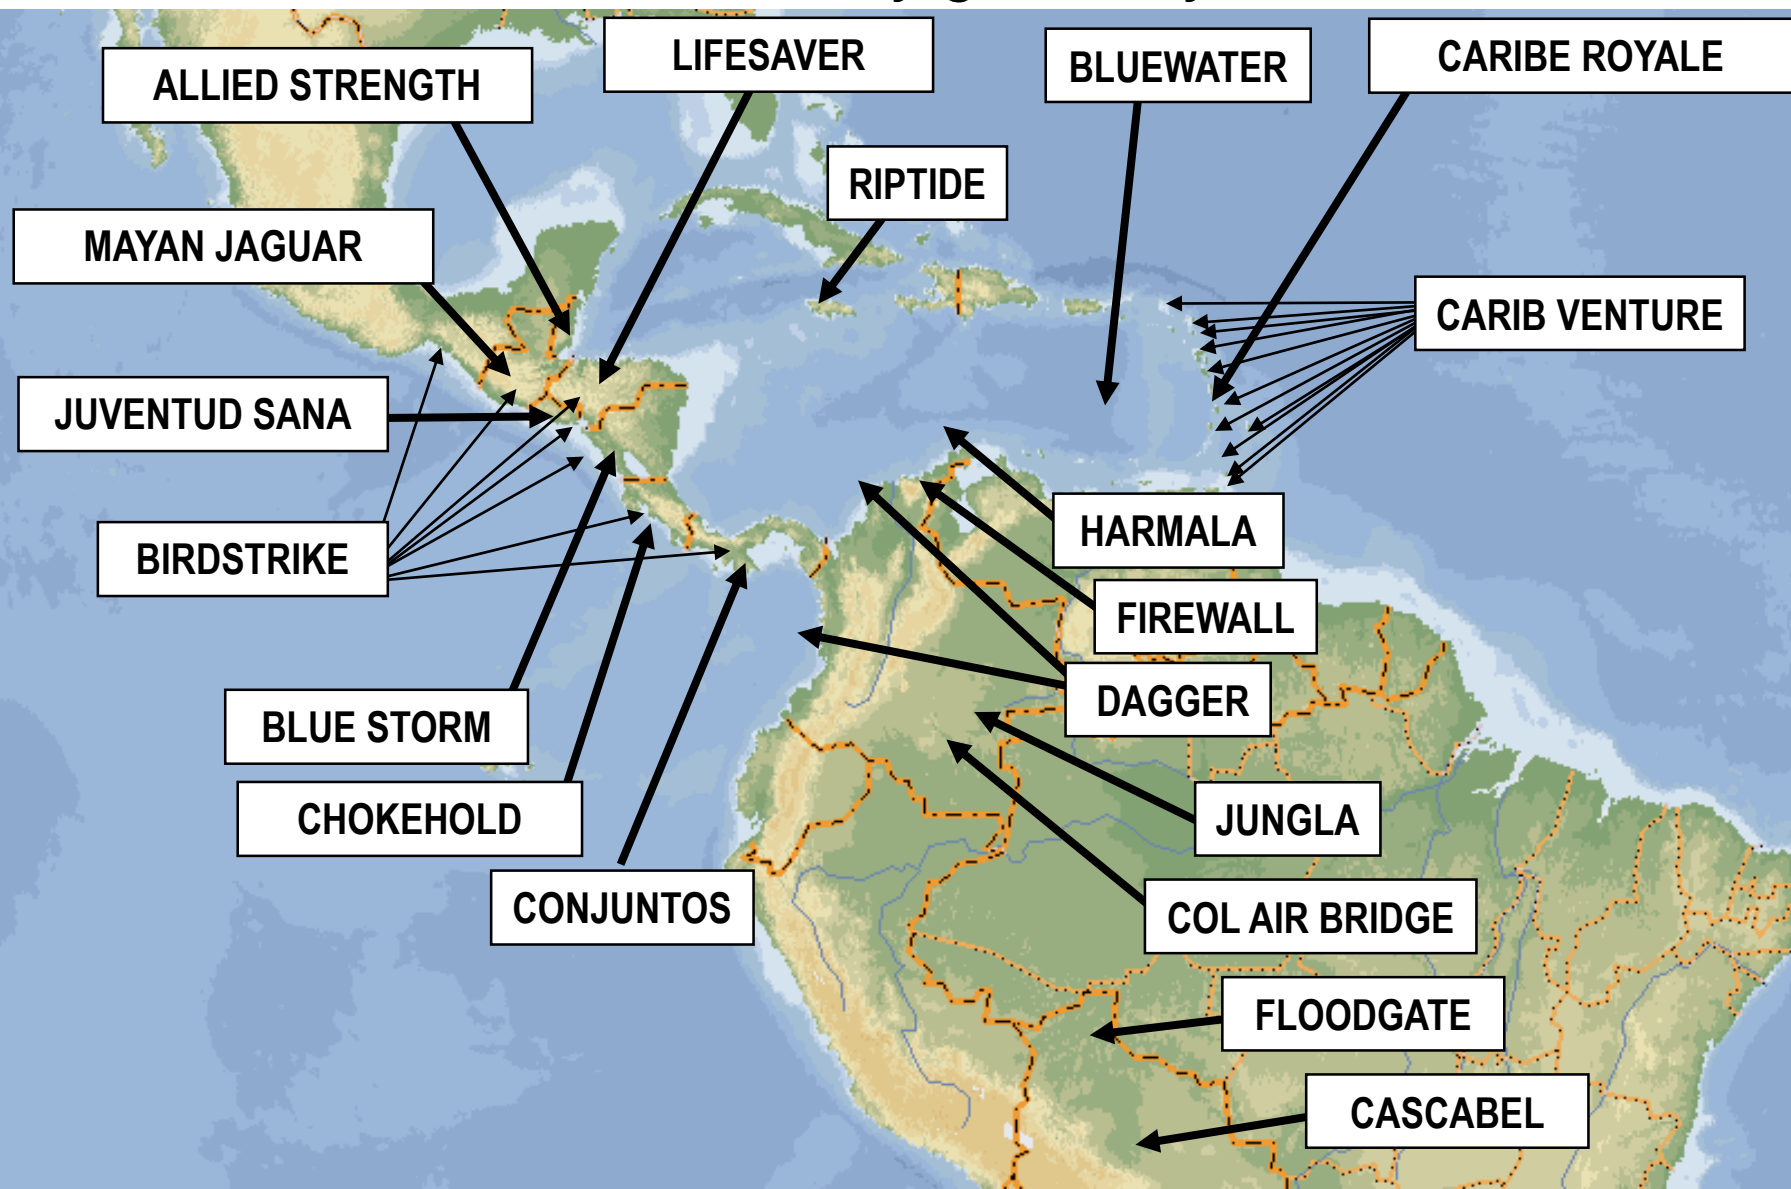 LIFESAVER
CARIBE ROYALE
ALLIED STRENGTH
BLUEWATER
RIPTIDE
MAYAN JAGUAR
CARIB VENTURE
JUVENTUD SANA
HARMALA
BIRDSTRIKE
FIREWALL
DAGGER
BLUE STORM
CHOKEHOLD
JUNGLA
CONJUNTOS
COL AIR BRIDGE
FLOODGATE
CASCABEL